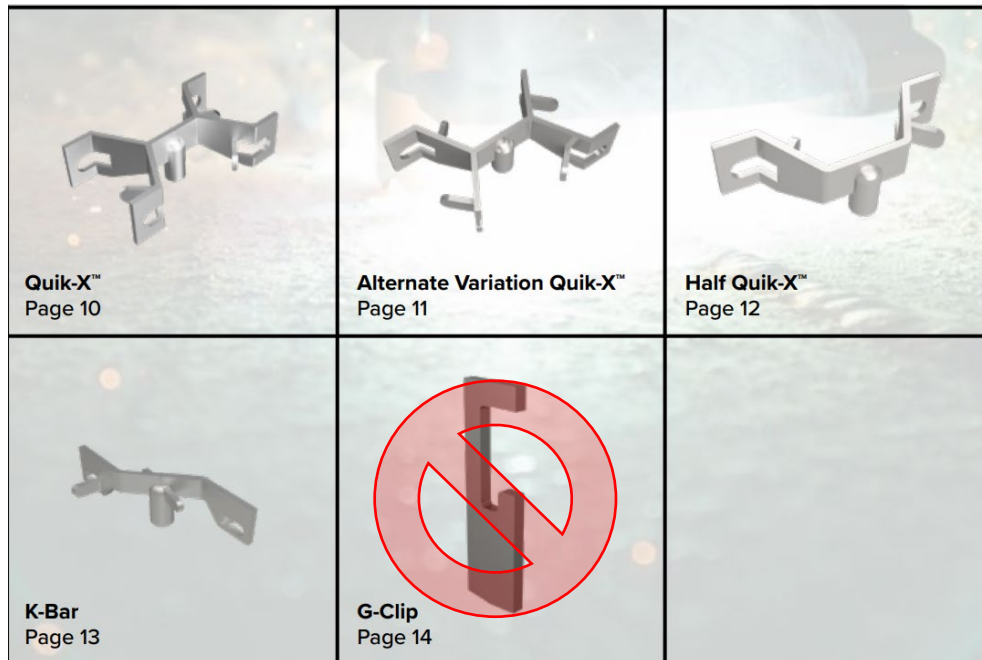 Quik-X™
Page 10
Alternate Variation Quik-X™
Page 11
Half Quik-X™
Page 12
K-Bar
Page 13
G-Clip
Page 14